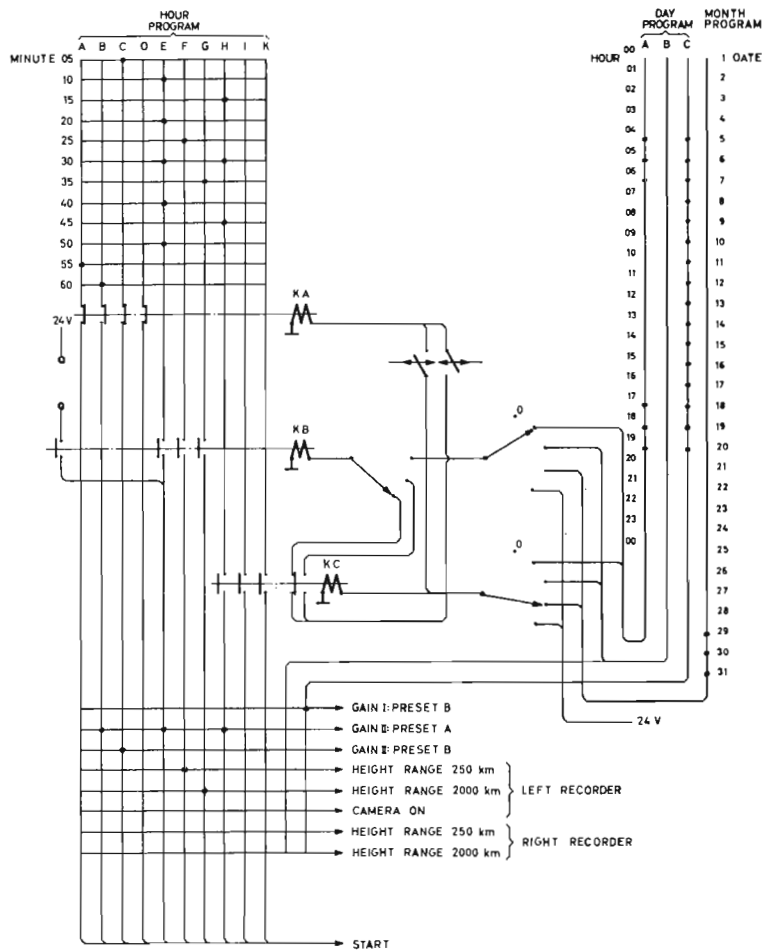 HOUR
PROGRAM
A B C D E F G H I K
MINUTE 05
10
15
20
25
30
35
40
45
50
55
60
24 V
KA
KB
KC
.0
.0
DAY
PROGRAM
A B C
MONTH
PROGRAM
HOUR
00
01
02
03
04
05
06
07
08
09
10
11
12
13
14
15
16
17
18
19
20
21
22
23
00
1 DATE
2
3
4
5
6
7
8
9
10
11
12
13
14
15
16
17
18
19
20
21
22
23
24
25
26
27
28
29
30
31
24 V
GAIN I: PRESET B
GAIN II: PRESET A
GAIN II: PRESET B
HEIGHT RANGE 250 km
HEIGHT RANGE 2000 km
CAMERA ON
LEFT RECORDER
HEIGHT RANGE 250 km
HEIGHT RANGE 2000 km
RIGHT RECORDER
START